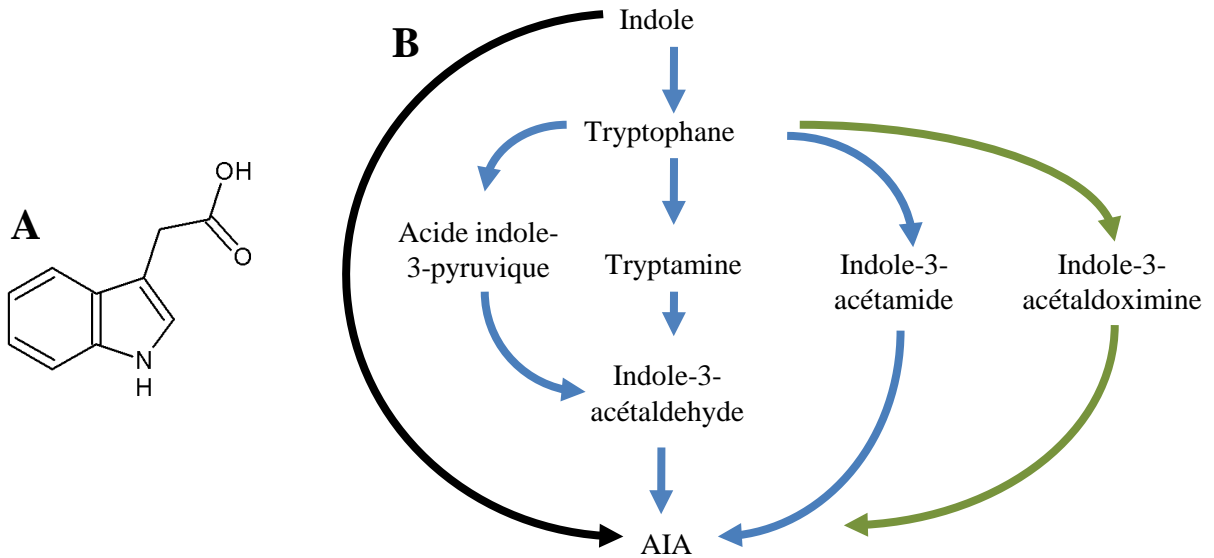 B
Indole
Tryptophane
A
OH
O
N
H
Acide indole-
3-pyruvique
Tryptamine
Indole-3-
acétamide
Indole-3-
acétaldoximine
Indole-3-
acétaldehyde
AIA